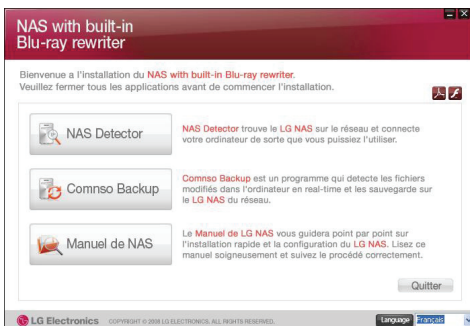 NAS with built-in
Blu-ray rewriter
Bienvenue a l'installation du NAS with built-in Blu-ray rewriter.
Veuillez fermer tous les applications avant de commencer l'installation.
NAS Detector
NAS Detector trouve le LG NAS sur le réseau et connecte
votre ordinateur de sorte que vous puissiez l'utiliser.
Comnso Backup
Comnso Backup est un programme qui detecte les fichiers
modifiés dans l'ordinateur en real-time et les sauvegarde sur
le LG NAS du réseau.
Manuel de NAS
Le Manuel de LG NAS vous guidera point par point sur
l'installation rapide et la configuration du LG NAS. Lisez ce
manuel soigneusement et suivez le procédé correctement.
Quitter
LG Electronics COPYRIGHT © 2008 LG ELECTRONICS. ALL RIGHTS RESERVED.
Language Français